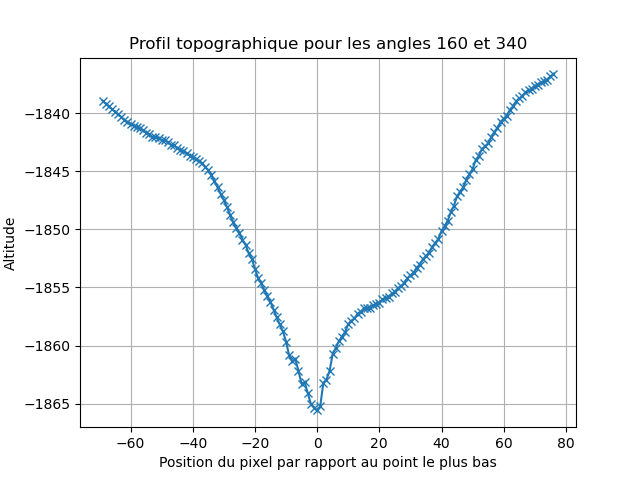 Profil topographique pour les angles 160 et 340
−1840
−1845
−1850
−1855
−1860
−1865
Altitude
−60 −40 −20 0 20 40 60 80
Position du pixel par rapport au point le plus bas